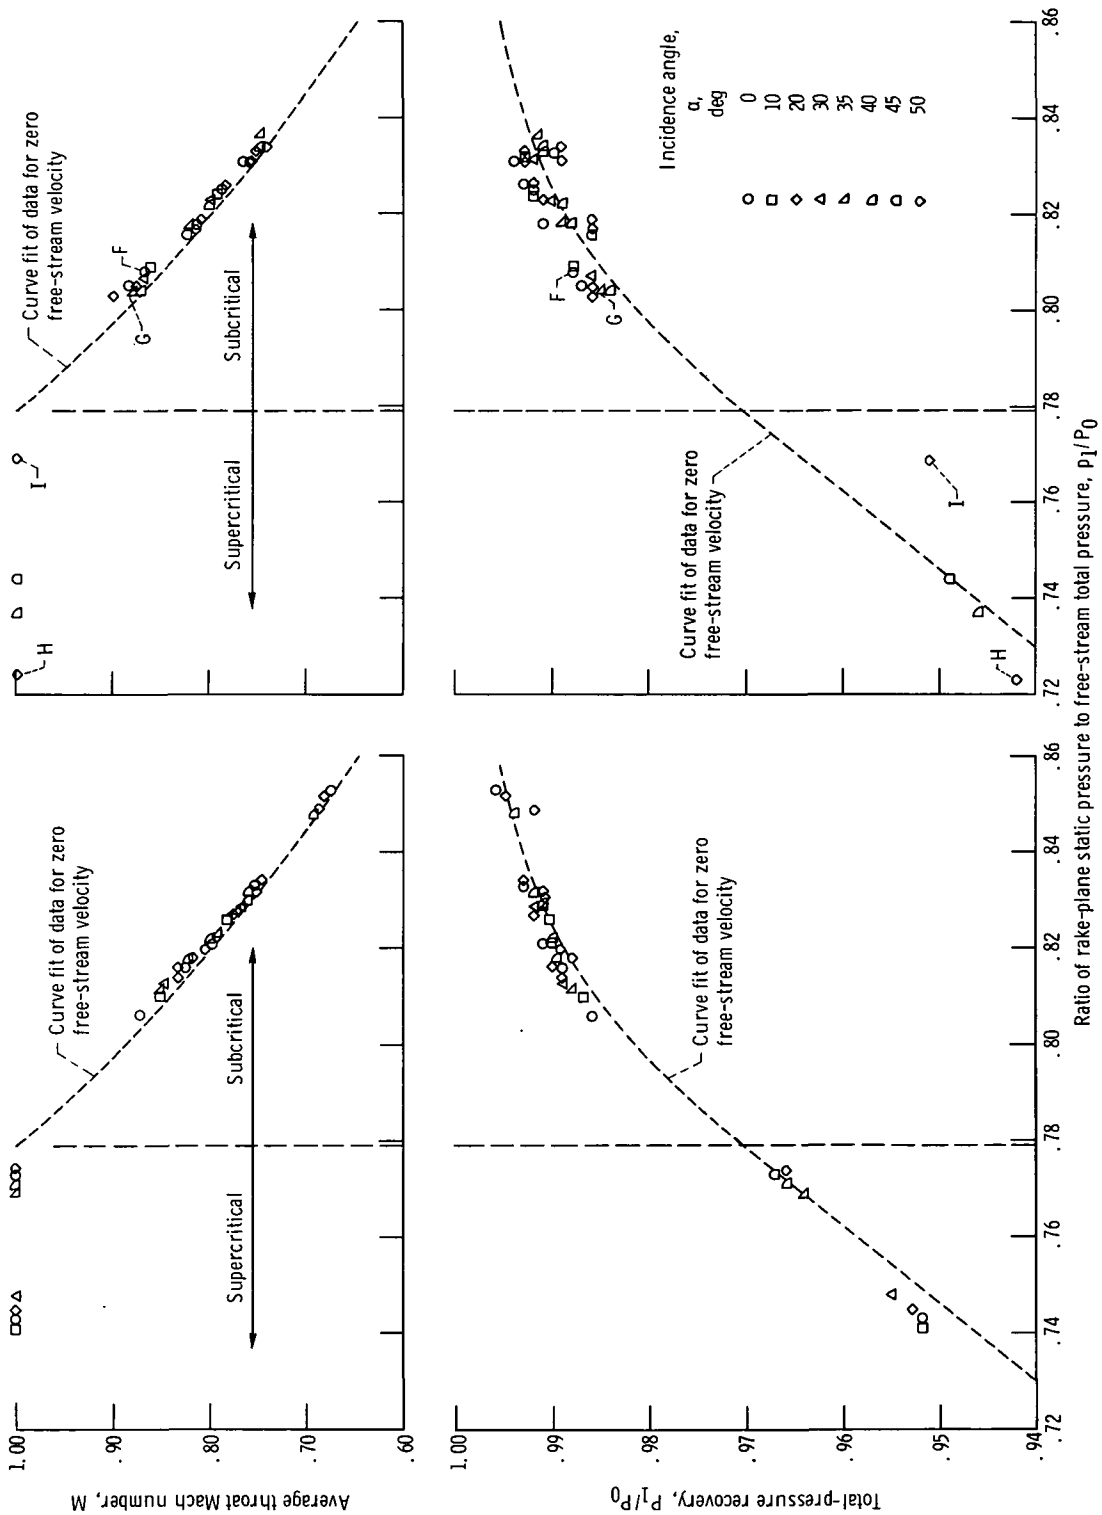 Average throat Mach number, M
1.00
.90
.80
.70
.60
Curve fit of data for zero
free-stream velocity
Supercritical
Subcritical
Curve fit of data for zero
free-stream velocity
Supercritical
Subcritical
F
G
H
I
Total-pressure recovery, P1/P0
1.00
.99
.98
.97
.96
.95
.94
Curve fit of data for zero
free-stream velocity
.72
.74
.76
.78
.80
.82
.84
.86
Curve fit of data for zero
free-stream velocity
F
G
H
I
Incidence angle,
α,
deg
0
10
20
30
35
40
45
50
.72
.74
.76
.78
.80
.82
.84
.86
Ratio of rake-plane static pressure to free-stream total pressure, p1/P0